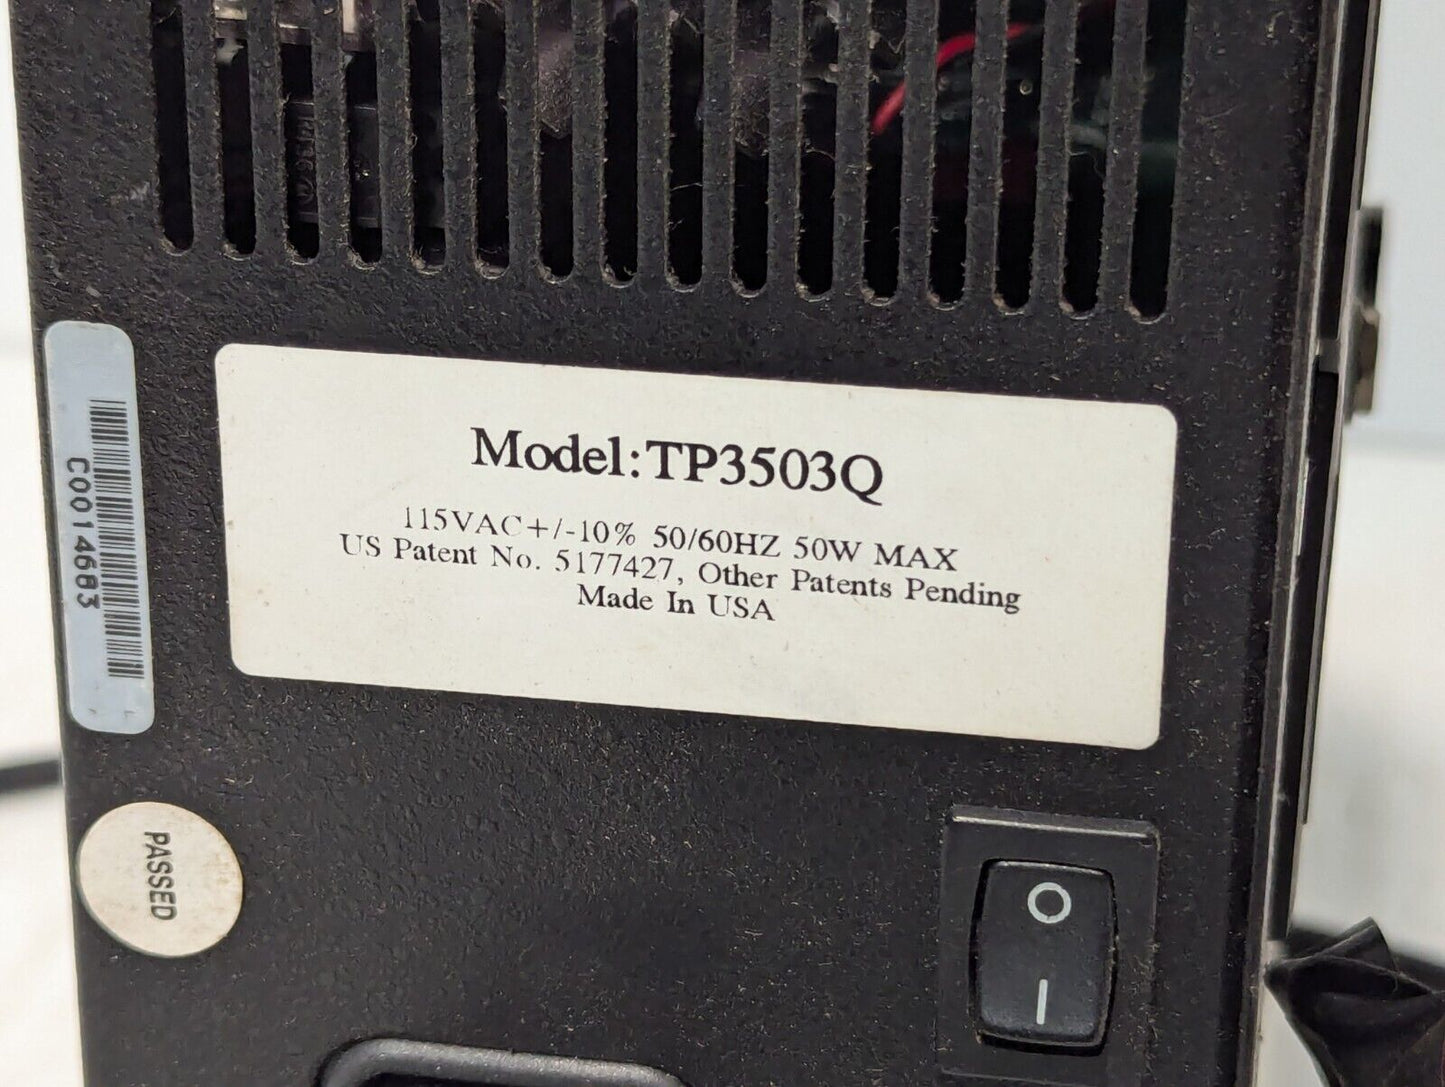 Model:TP3503Q
115VAC+/-10% 50/60HZ 50W MAX
US Patent No. 5177427, Other Patents Pending
Made In USA
C0014683
PASSED
O
I